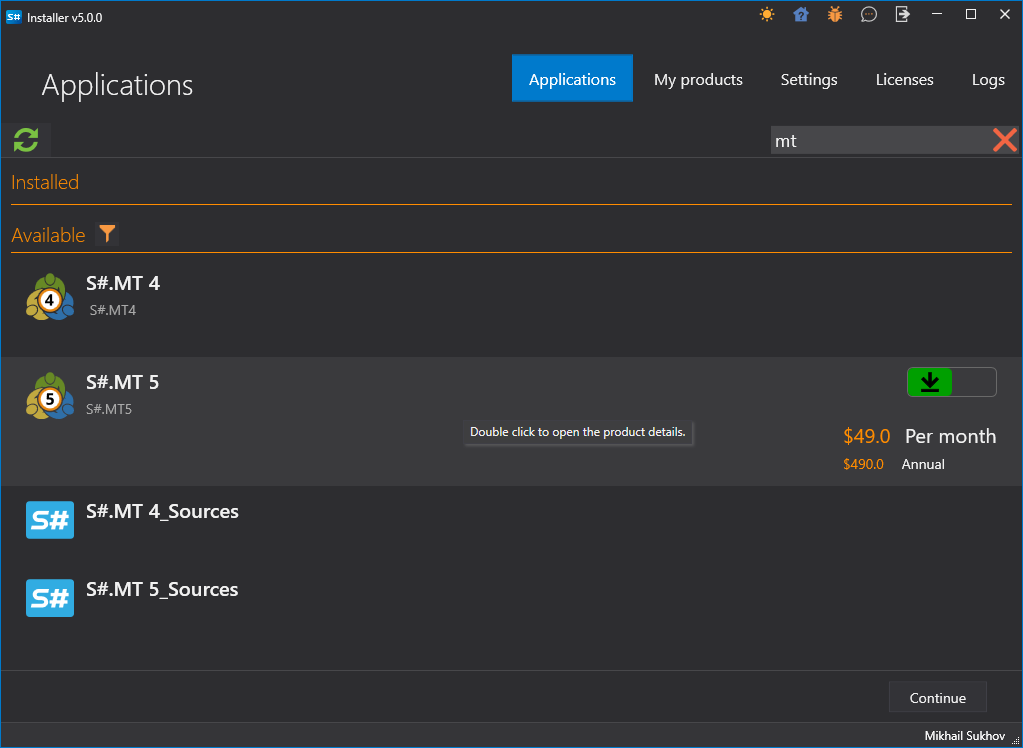 S# Installer v5.0.0
Applications
Applications My products Settings Licenses Logs
mt
Installed
Available
4
S#.MT 4
S#.MT4
5
S#.MT 5
S#.MT5
Double click to open the product details.
$49.0 Per month
$490.0 Annual
S#
S#.MT 4_Sources
S#
S#.MT 5_Sources
Continue
Mikhail Sukhov